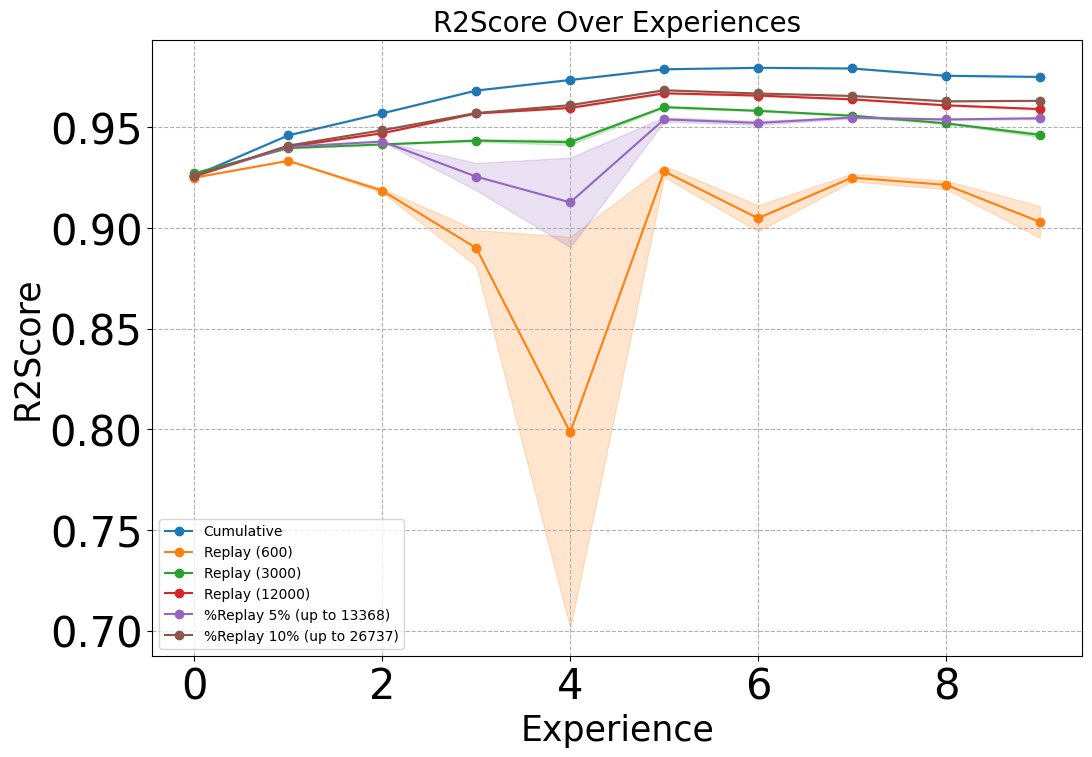 R2Score Over Experiences
R2Score
0.95
0.90
0.85
0.80
0.75
0.70
Cumulative
Replay (600)
Replay (3000)
Replay (12000)
%Replay 5% (up to 13368)
%Replay 10% (up to 26737)
0 2 4 6 8
Experience